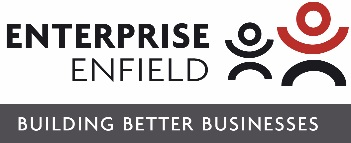 ENTERPRISE
ENFIELD
BUILDING BETTER BUSINESSES